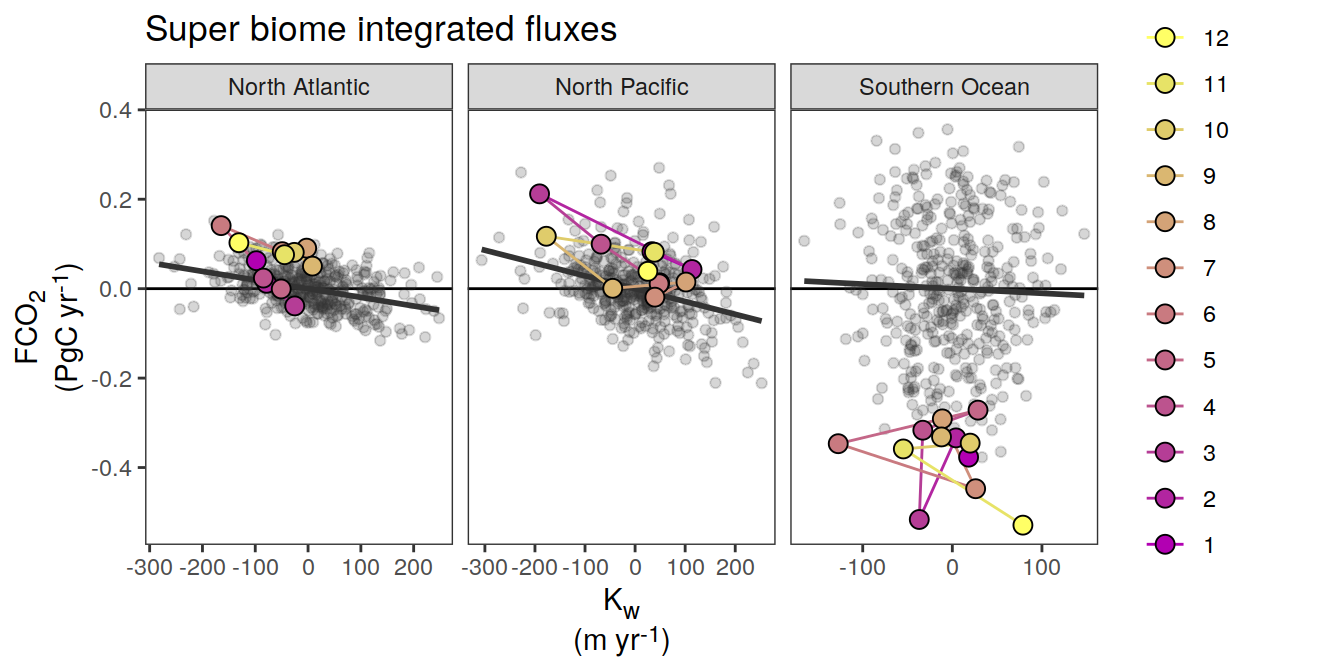 Super biome integrated fluxes
North Atlantic North Pacific Southern Ocean
0.4
0.2
0.0
-0.2
-0.4
FCO₂
(PgC yr⁻¹)
-300 -200 -100 0 100 200 -300 -200 -100 0 100 200 -100 0 100
K_w
(m yr⁻¹)
12
11
10
9
8
7
6
5
4
3
2
1